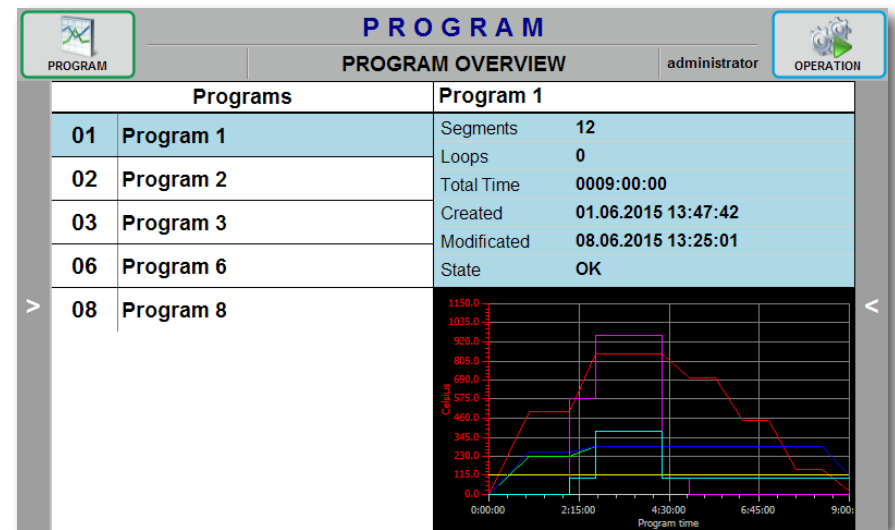 PROGRAM
PROGRAM
PROGRAM OVERVIEW
administrator
OPERATION
Programs
Program 1
01 Program 1
02 Program 2
03 Program 3
06 Program 6
08 Program 8
Segments 12
Loops 0
Total Time 0009:00:00
Created 01.06.2015 13:47:42
Modificated 08.06.2015 13:25:01
State OK
>
<
1150.0
1035.0
920.0
805.0
690.0
575.0
460.0
345.0
230.0
115.0
0.0
Celsius
0:00:00 2:15:00 4:30:00 6:45:00 9:00:
Program time